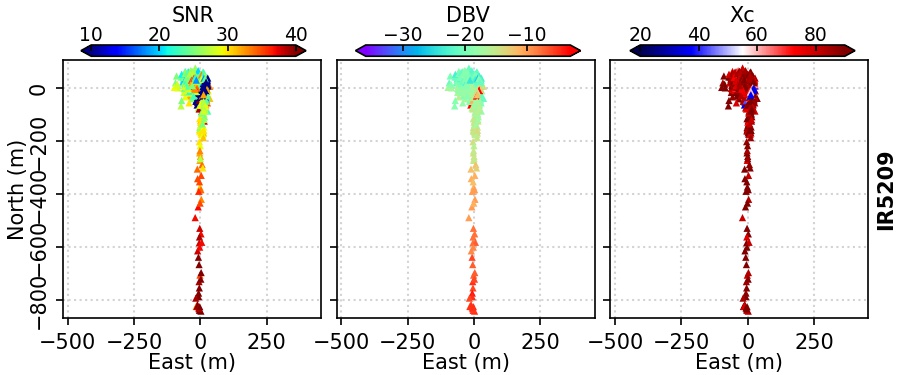 SNR DBV Xc
10 20 30 40 −30 −20 −10 20 40 60 80
North (m)
0
−200
−400
−600
−800
IR5209
−500 −250 0 250 −500 −250 0 250 −500 −250 0 250
East (m) East (m) East (m)